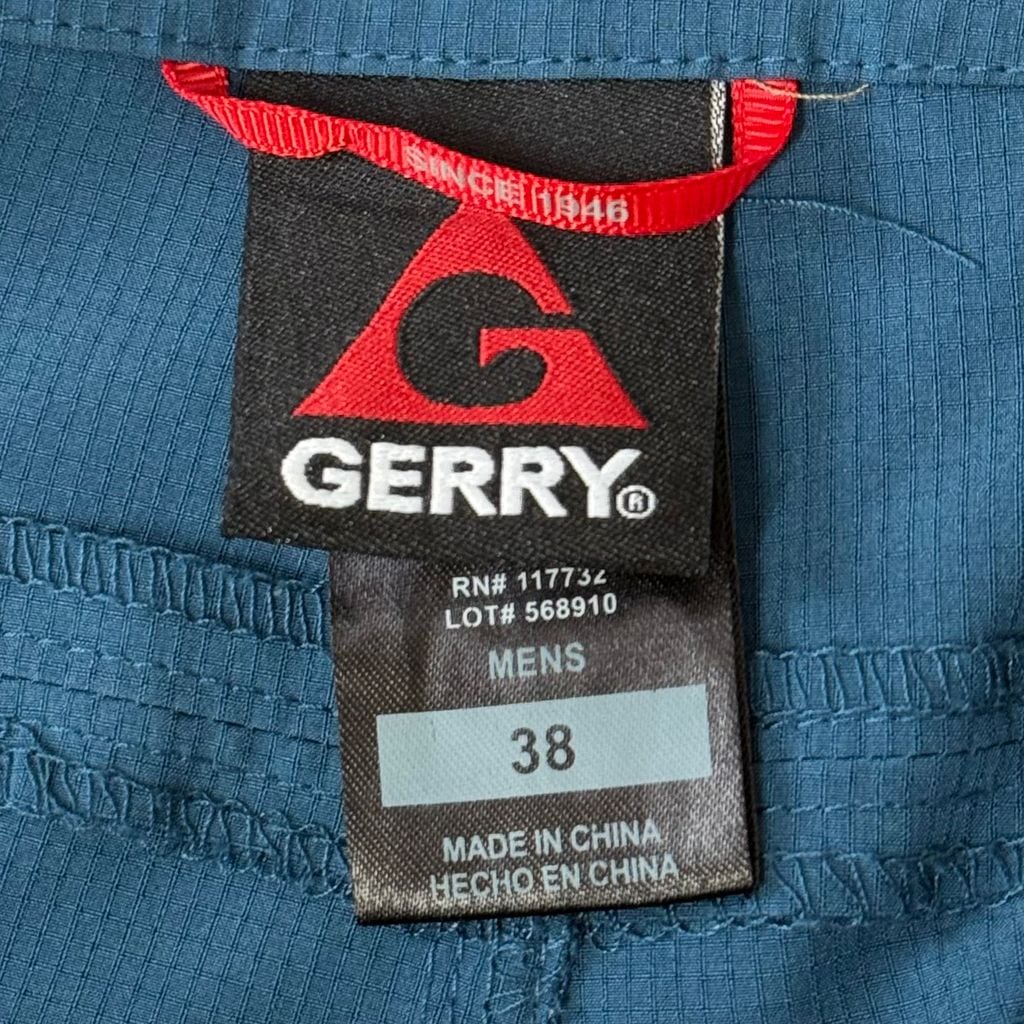 SINCE 1946
GERRY®
RN# 117732
LOT# 568910
MENS
38
MADE IN CHINA
HECHO EN CHINA